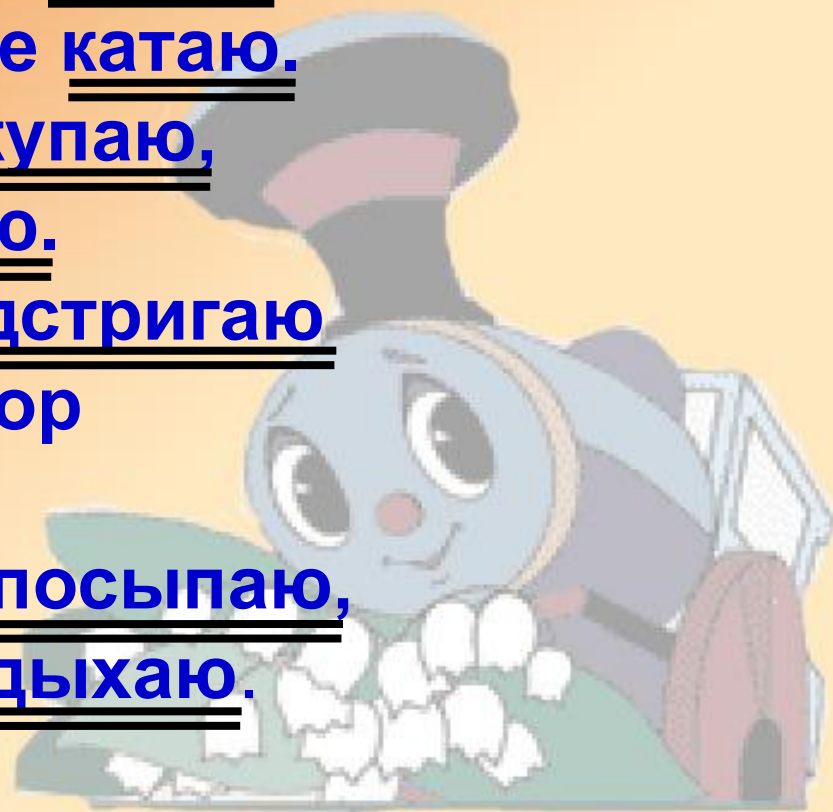 е катаю.
купаю,
ю.
дстригаю
ор
посыпаю,
дыхаю.